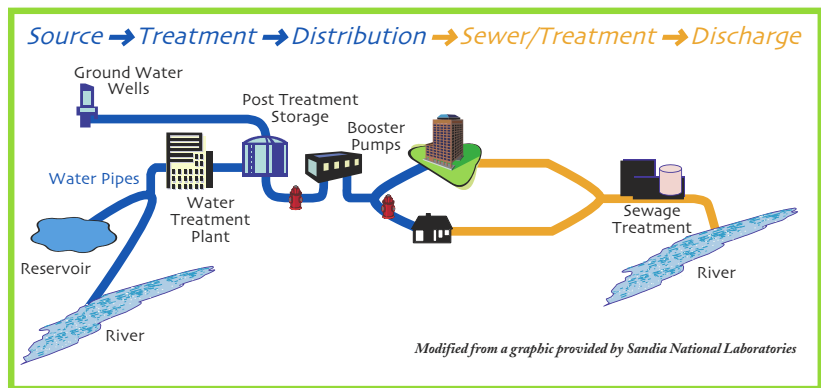 Source → Treatment → Distribution → Sewer/Treatment → Discharge
Ground Water
Wells
Post Treatment
Storage
Booster
Pumps
Water Pipes
Water
Treatment
Plant
Sewage
Treatment
Reservoir
River
River
Modified from a graphic provided by Sandia National Laboratories